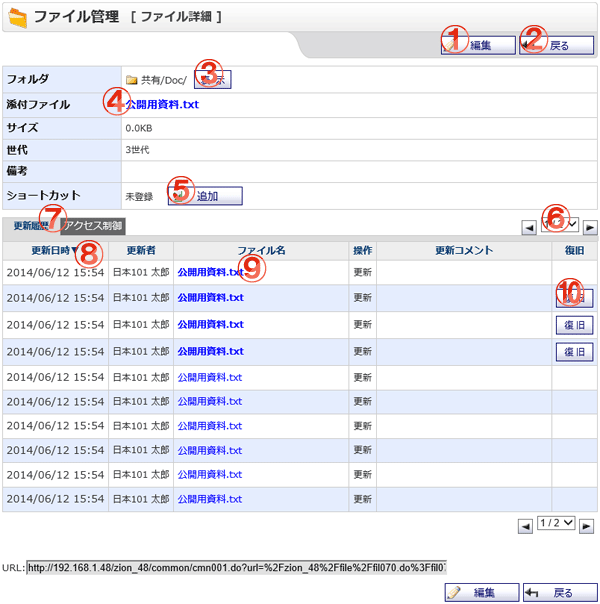 ファイル管理 [ ファイル詳細 ]
① 編集 ② 戻る
フォルダ 共有/Doc/ ③ 示
添付ファイル ④ 公開用資料.txt
サイズ 0.0KB
世代 3世代
備考
ショートカット 未登録 ⑤ 追加
更新履歴 ⑦ アクセス制御 ⑥
更新日時▼ ⑧ 更新者 ファイル名 操作 更新コメント 復旧
2014/06/12 15:54 日本101 太郎 公開用資料.txt ⑨ 更新
2014/06/12 15:54 日本101 太郎 公開用資料.txt 更新 ⑩
2014/06/12 15:54 日本101 太郎 公開用資料.txt 更新 復旧
2014/06/12 15:54 日本101 太郎 公開用資料.txt 更新 復旧
2014/06/12 15:54 日本101 太郎 公開用資料.txt 更新
2014/06/12 15:54 日本101 太郎 公開用資料.txt 更新
2014/06/12 15:54 日本101 太郎 公開用資料.txt 更新
2014/06/12 15:54 日本101 太郎 公開用資料.txt 更新
2014/06/12 15:54 日本101 太郎 公開用資料.txt 更新
2014/06/12 15:54 日本101 太郎 公開用資料.txt 更新
1 / 2
URL: http://192.168.1.48/zion_48/common/cmn001.do?url=%2Fzion_48%2Ffile%2Ffil070.do%3Ffil07
編集 戻る